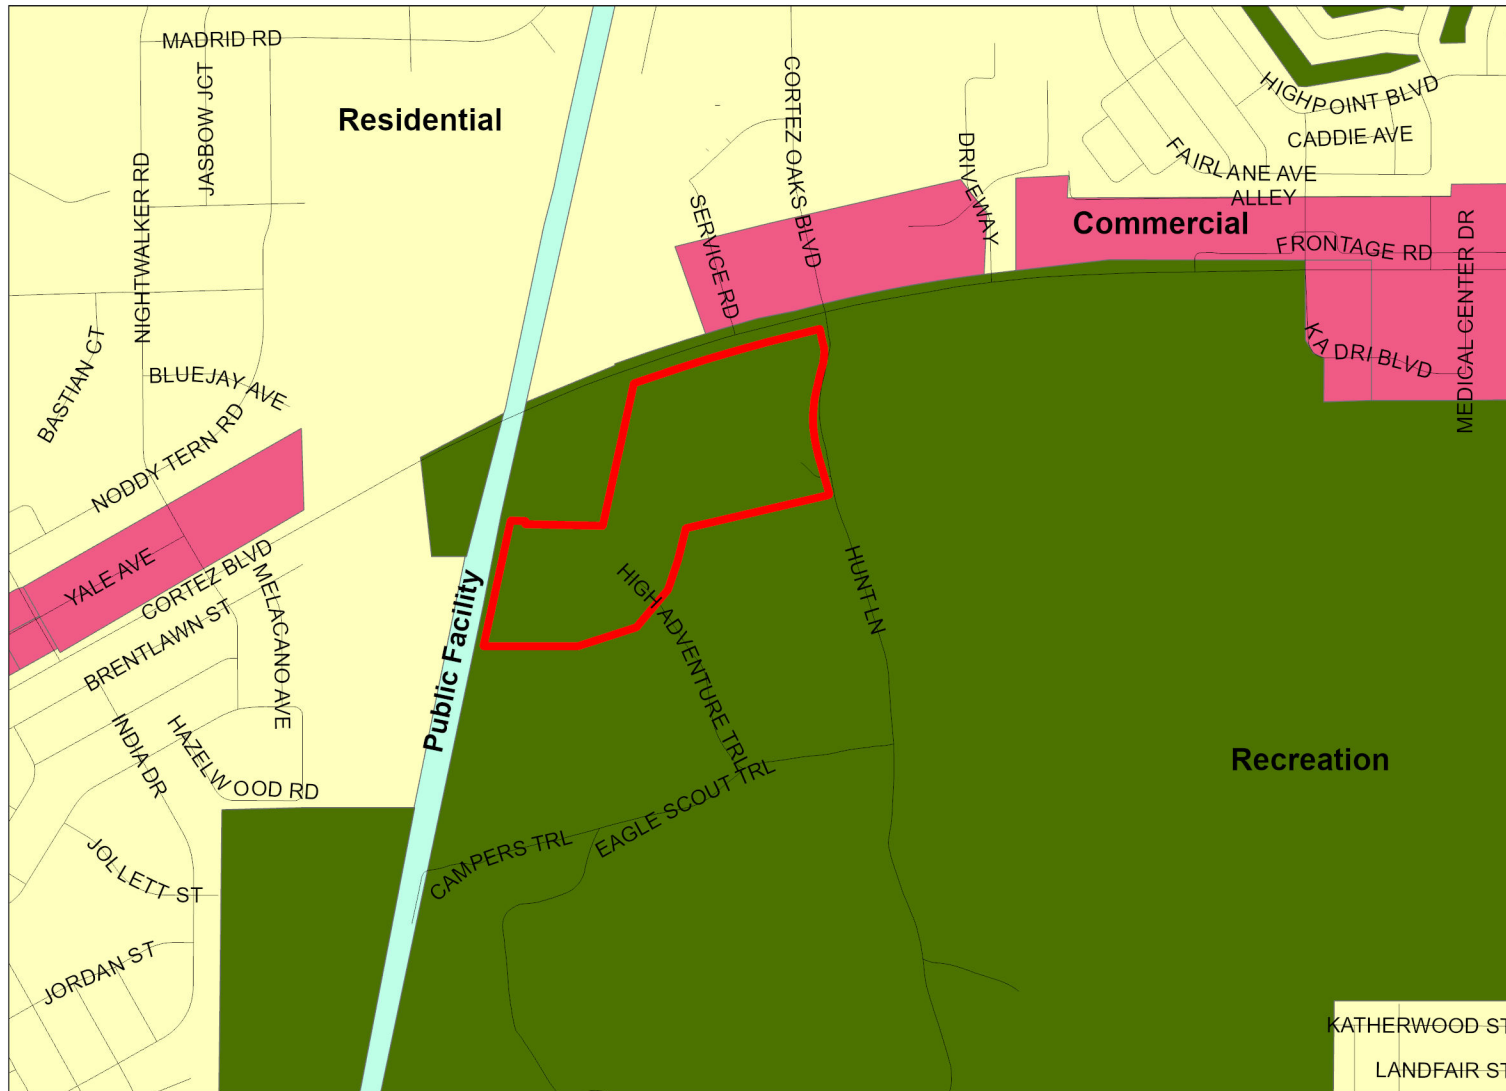 MADRID RD
JASBOW JCT
Residential
CORTEZ OAKS BLVD
DRIVEWAY
HIGHPOINT BLVD
CADDIE AVE
FAIRLANE AVE
ALLEY
NIGHTWALKER RD
SERVICE RD
Commercial
FRONTAGE RD
MEDICAL CENTER DR
KA DRI BLVD
BASTIAN CT
BLUEJAY AVE
NODDY TERN RD
YALE AVE
CORTEZ BLVD
MELACANO AVE
BRENTLAWN ST
Public Facility
HIGH ADVENTURE TRL
HUNT LN
INDIA DR
HAZELWOOD RD
Recreation
EAGLE SCOUT TRL
CAMPERS TRL
JOLLETT ST
JORDAN ST
KATHERWOOD ST
LANDFAIR ST